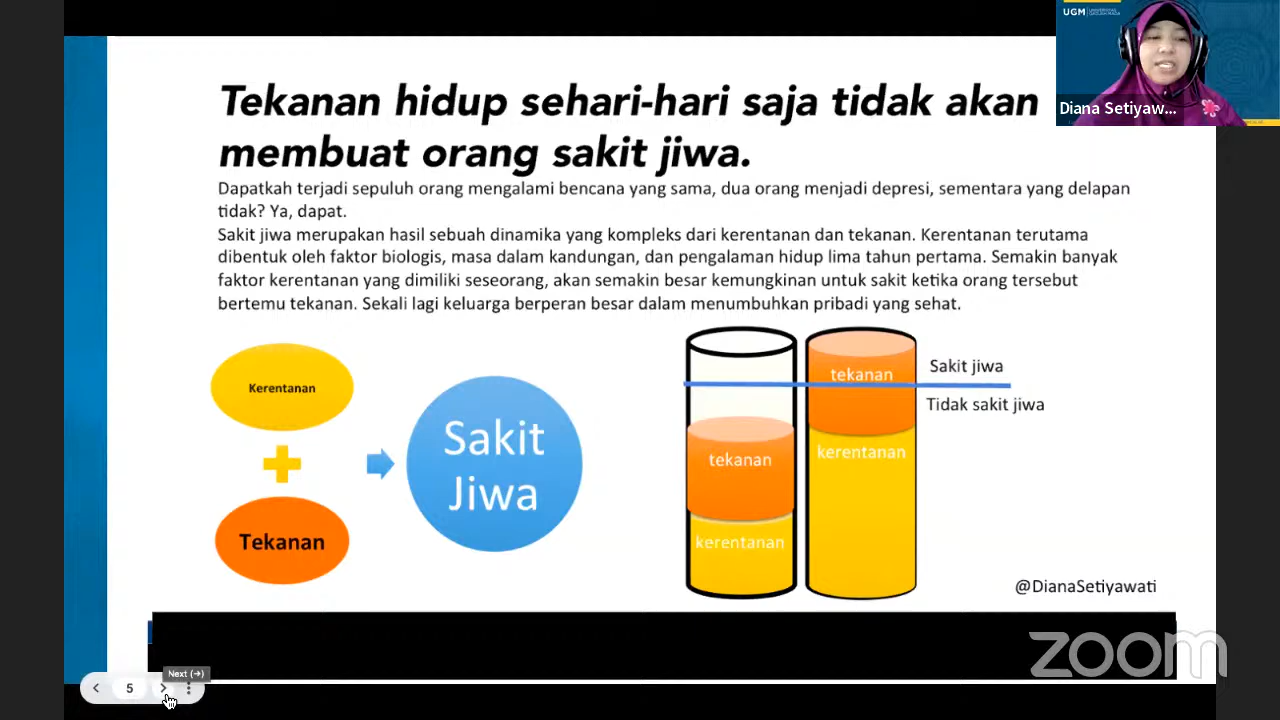 UGM
Diana Setiyaw...
Tekanan hidup sehari-hari saja tidak akan
membuat orang sakit jiwa.
Dapatkah terjadi sepuluh orang mengalami bencana yang sama, dua orang menjadi depresi, sementara yang delapan
tidak? Ya, dapat.
Sakit jiwa merupakan hasil sebuah dinamika yang kompleks dari kerentanan dan tekanan. Kerentanan terutama
dibentuk oleh faktor biologis, masa dalam kandungan, dan pengalaman hidup lima tahun pertama. Semakin banyak
faktor kerentanan yang dimiliki seseorang, akan semakin besar kemungkinan untuk sakit ketika orang tersebut
bertemu tekanan. Sekali lagi keluarga berperan besar dalam menumbuhkan pribadi yang sehat.
Kerentanan
Tekanan
Sakit
Jiwa
tekanan
kerentanan
tekanan
kerentanan
Sakit jiwa
Tidak sakit jiwa
@DianaSetiyawati
zoom
Next (→)
5